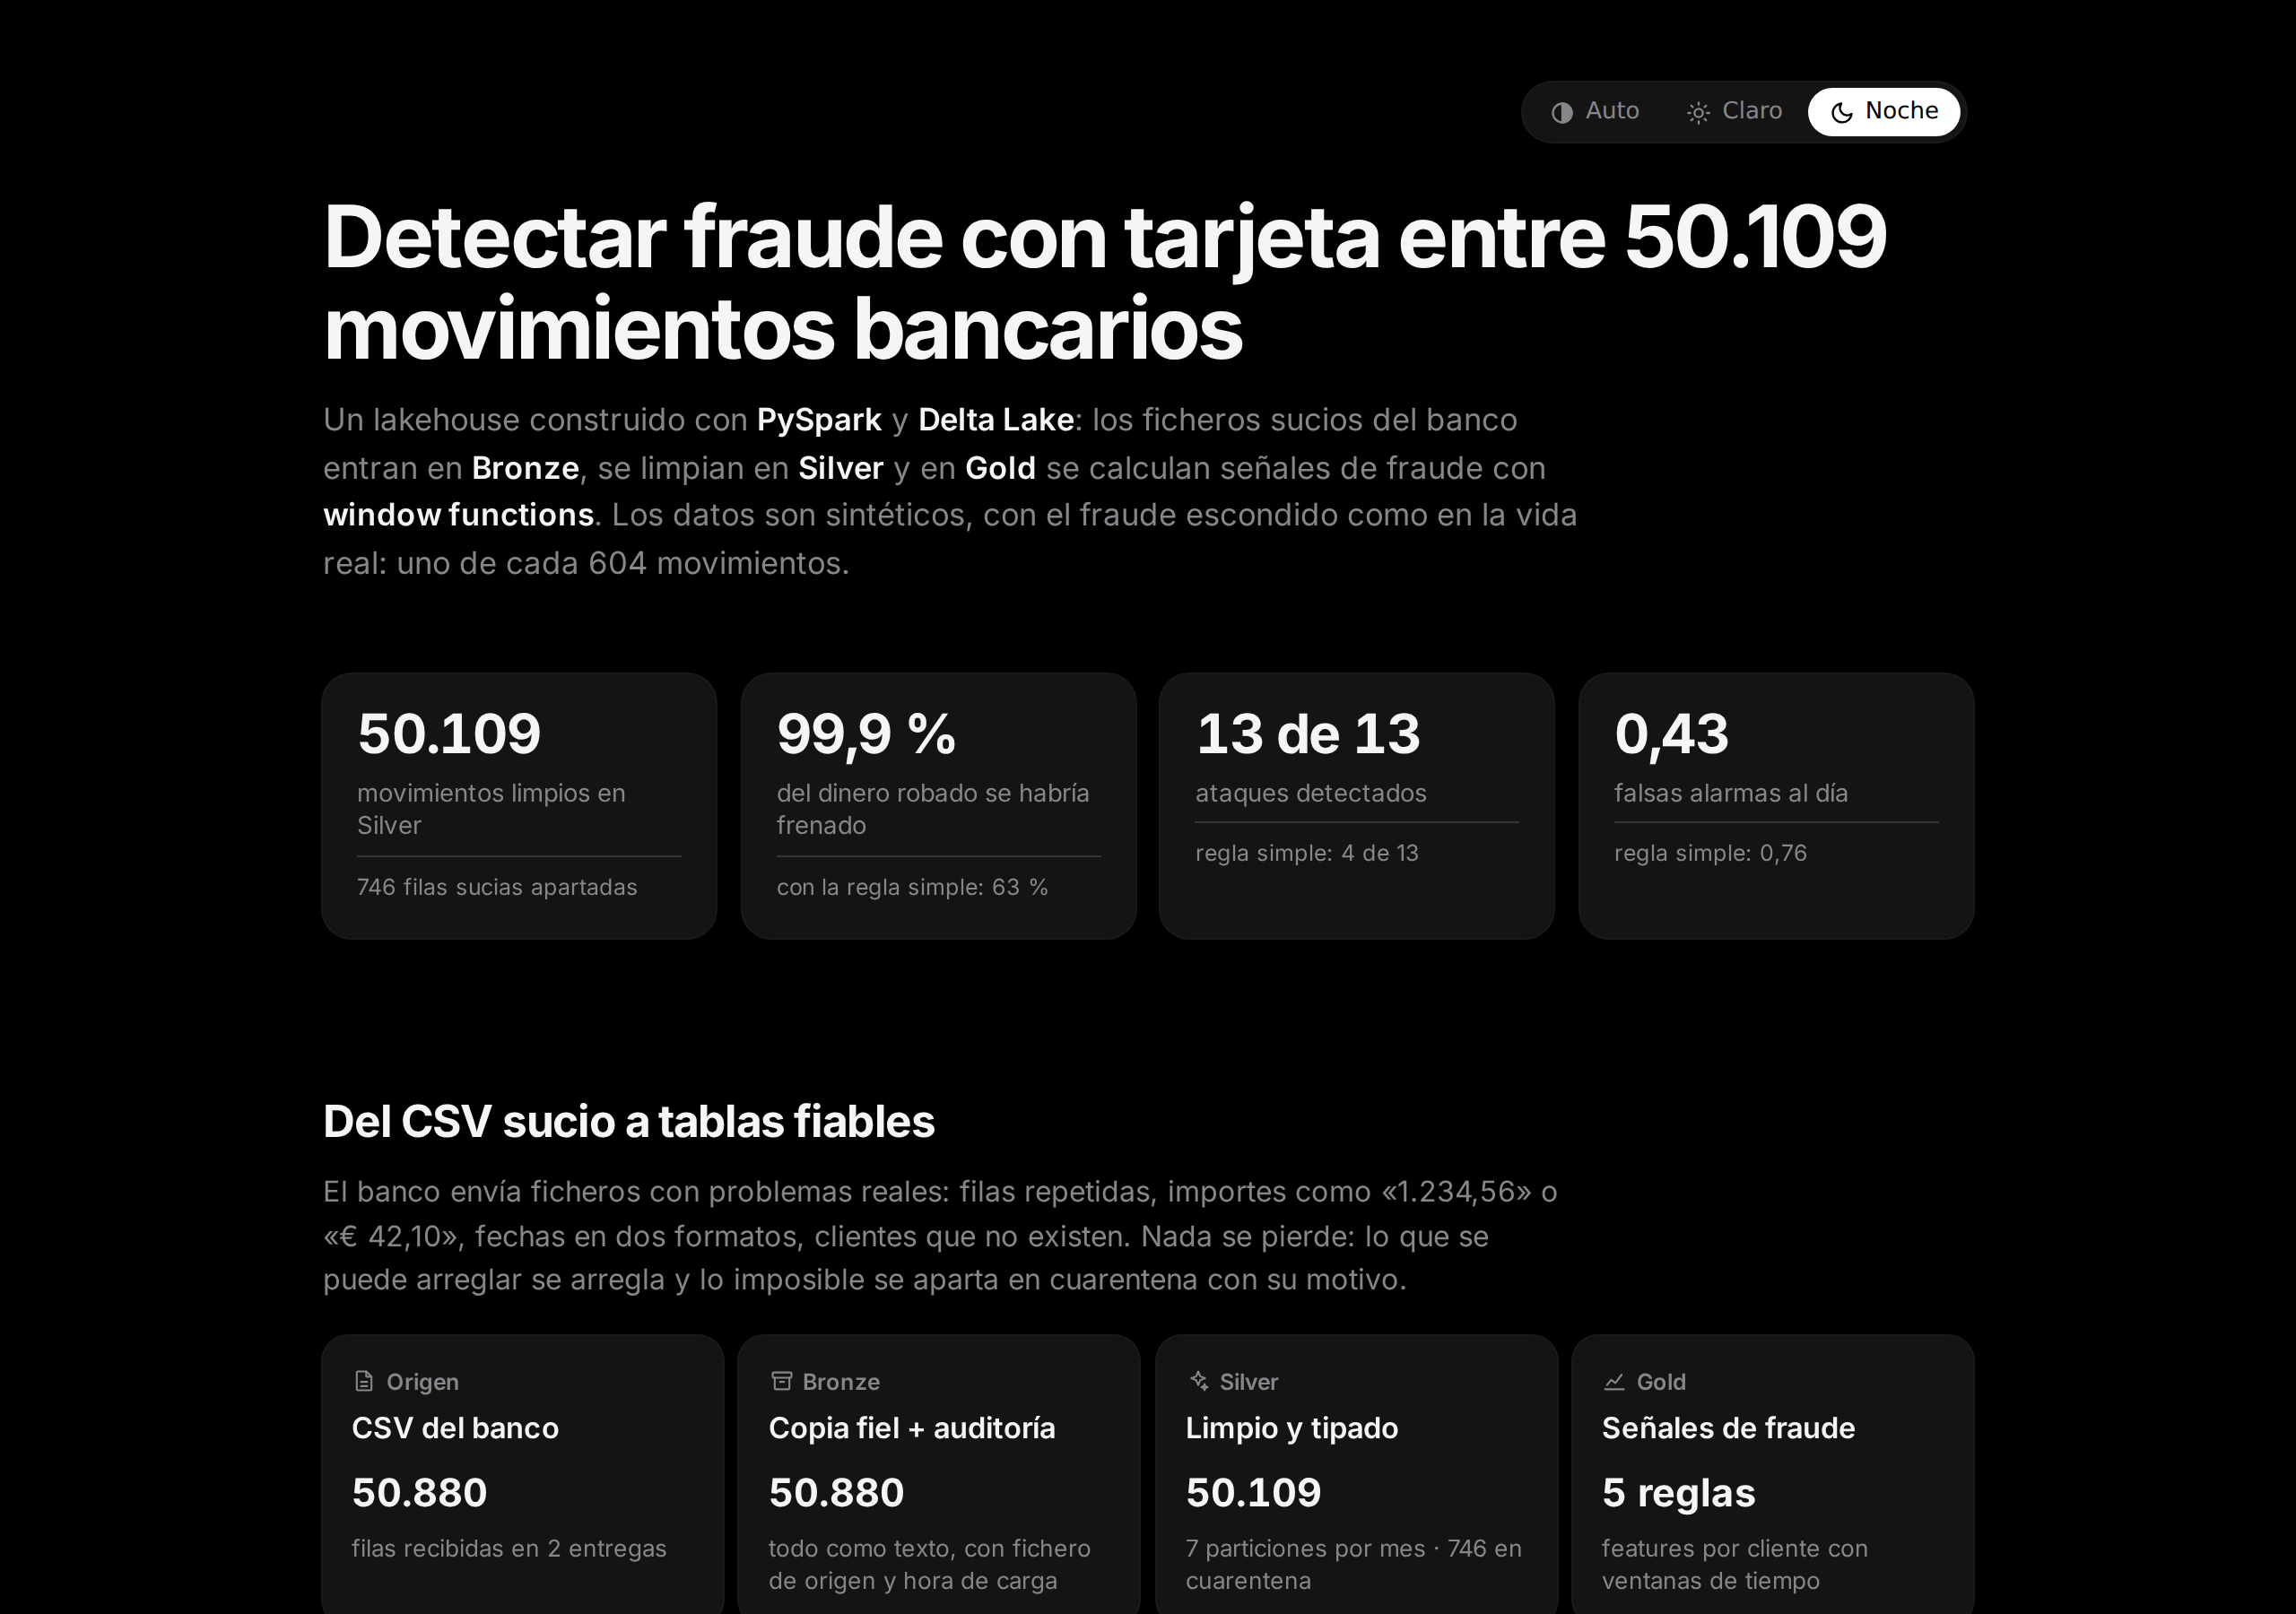 Auto
Claro
Noche
Detectar fraude con tarjeta entre 50.109
movimientos bancarios
Un lakehouse construido con PySpark y Delta Lake: los ficheros sucios del banco
entran en Bronze, se limpian en Silver y en Gold se calculan señales de fraude con
window functions. Los datos son sintéticos, con el fraude escondido como en la vida
real: uno de cada 604 movimientos.
50.109
movimientos limpios en
Silver
746 filas sucias apartadas
99,9 %
del dinero robado se habría
frenado
con la regla simple: 63 %
13 de 13
ataques detectados
regla simple: 4 de 13
0,43
falsas alarmas al día
regla simple: 0,76
Del CSV sucio a tablas fiables
El banco envía ficheros con problemas reales: filas repetidas, importes como «1.234,56» o
«€ 42,10», fechas en dos formatos, clientes que no existen. Nada se pierde: lo que se
puede arreglar se arregla y lo imposible se aparta en cuarentena con su motivo.
Origen
CSV del banco
50.880
filas recibidas en 2 entregas
Bronze
Copia fiel + auditoría
50.880
todo como texto, con fichero
de origen y hora de carga
Silver
Limpio y tipado
50.109
7 particiones por mes · 746 en
cuarentena
Gold
Señales de fraude
5 reglas
features por cliente con
ventanas de tiempo